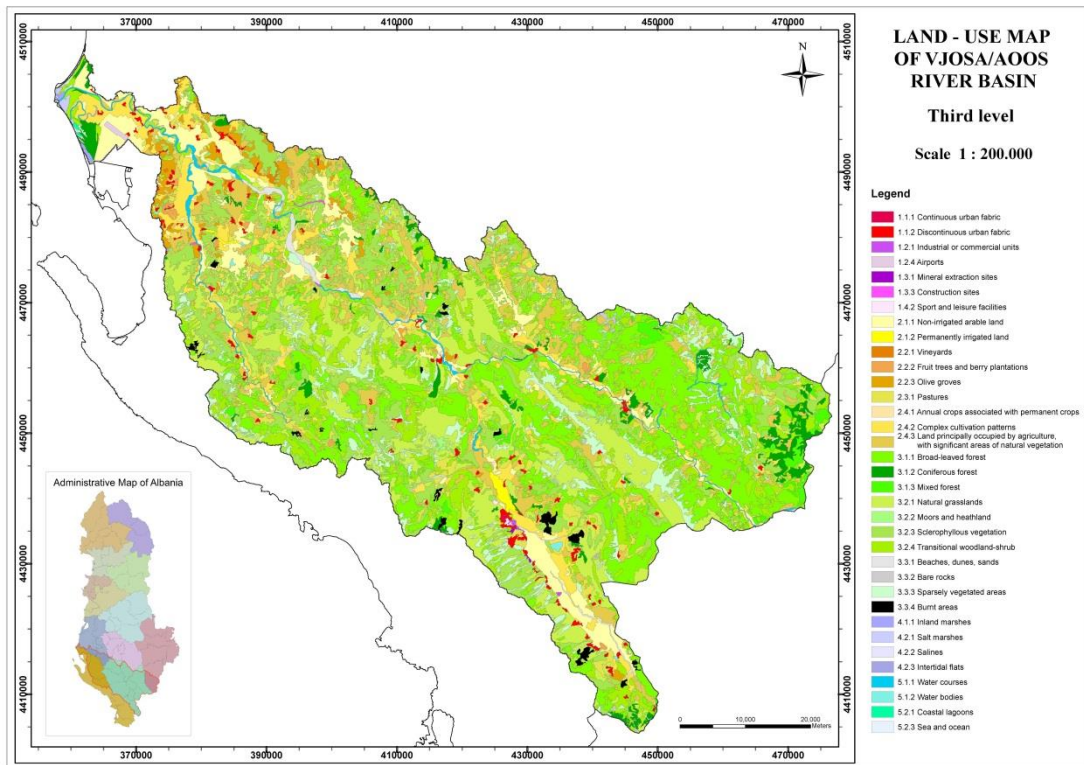 370000 390000 410000 430000 450000 470000
4510000 4510000
4490000 4490000
4470000 4470000
4450000 4450000
4430000 4430000
4410000 4410000
370000 390000 410000 430000 450000 470000
N
Administrative Map of Albania
0 10,000 20,000
Meters
LAND - USE MAP
OF VJOSA/AOOS
RIVER BASIN
Third level
Scale 1 : 200.000
Legend
1.1.1 Continuous urban fabric
1.1.2 Discontinuous urban fabric
1.2.1 Industrial or commercial units
1.2.4 Airports
1.3.1 Mineral extraction sites
1.3.3 Construction sites
1.4.2 Sport and leisure facilities
2.1.1 Non-irrigated arable land
2.1.2 Permanently irrigated land
2.2.1 Vineyards
2.2.2 Fruit trees and berry plantations
2.2.3 Olive groves
2.3.1 Pastures
2.4.1 Annual crops associated with permanent crops
2.4.2 Complex cultivation patterns
2.4.3 Land principally occupied by agriculture,
with significant areas of natural vegetation
3.1.1 Broad-leaved forest
3.1.2 Coniferous forest
3.1.3 Mixed forest
3.2.1 Natural grasslands
3.2.2 Moors and heathland
3.2.3 Sclerophyllous vegetation
3.2.4 Transitional woodland-shrub
3.3.1 Beaches, dunes, sands
3.3.2 Bare rocks
3.3.3 Sparsely vegetated areas
3.3.4 Burnt areas
4.1.1 Inland marshes
4.2.1 Salt marshes
4.2.2 Salines
4.2.3 Intertidal flats
5.1.1 Water courses
5.1.2 Water bodies
5.2.1 Coastal lagoons
5.2.3 Sea and ocean